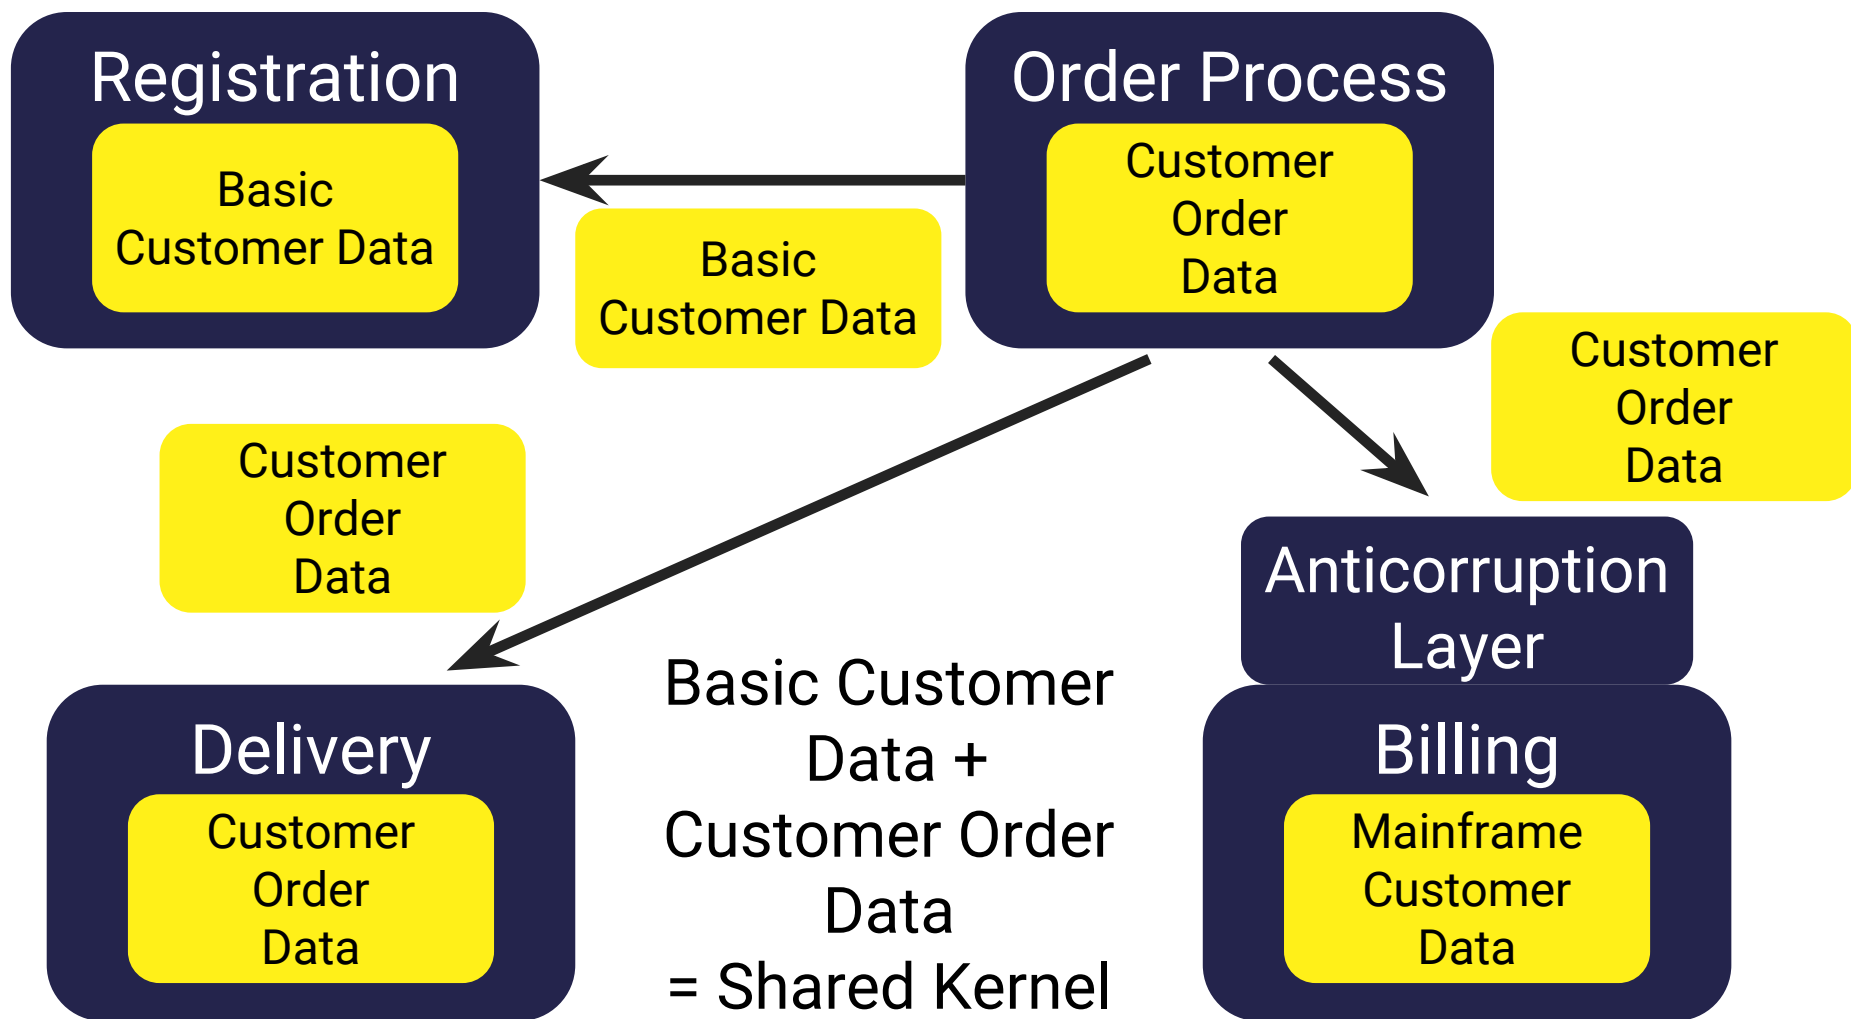 Registration
Basic
Customer Data
Basic
Customer Data
Order Process
Customer
Order
Data
Customer
Order
Data
Customer
Order
Data
Anticorruption
Layer
Delivery
Customer
Order
Data
Basic Customer
Data +
Customer Order
Data
= Shared Kernel
Billing
Mainframe
Customer
Data